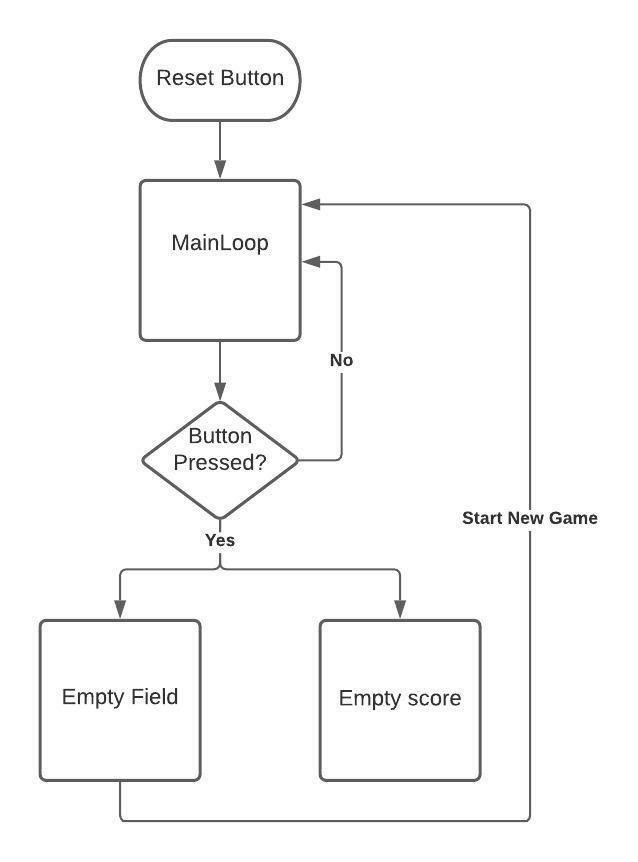 Reset Button
MainLoop
No
Button
Pressed?
Start New Game
Yes
Empty Field
Empty score